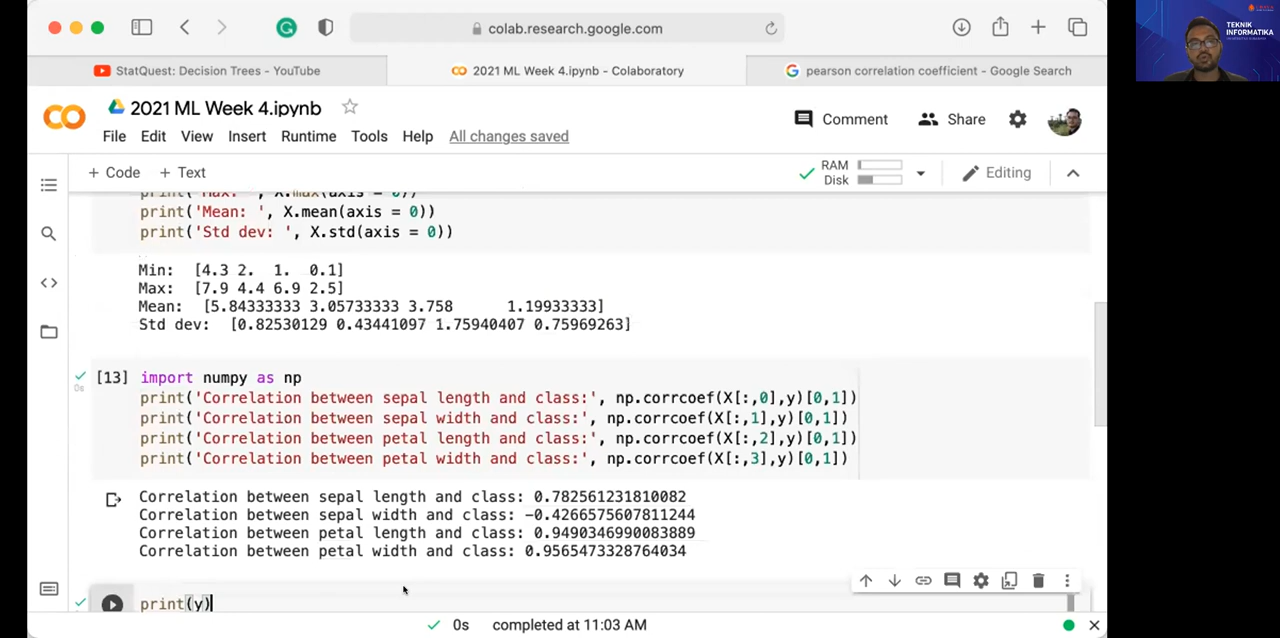 colab.research.google.com
TEKNIK
INFORMATIKA
StatQuest: Decision Trees - YouTube
2021 ML Week 4.ipynb - Colaboratory
pearson correlation coefficient - Google Search
2021 ML Week 4.ipynb
Comment
Share
File Edit View Insert Runtime Tools Help All changes saved
+ Code + Text
RAM
Disk
Editing
print('Max: ', X.max(axis = 0))
print('Mean: ', X.mean(axis = 0))
print('Std dev: ', X.std(axis = 0))
Min: [4.3 2. 1. 0.1]
Max: [7.9 4.4 6.9 2.5]
Mean: [5.84333333 3.05733333 3.758 1.19933333]
Std dev: [0.82530129 0.43441097 1.75940407 0.75969263]
0s
[13] import numpy as np
print('Correlation between sepal length and class:', np.corrcoef(X[:,0],y)[0,1])
print('Correlation between sepal width and class:', np.corrcoef(X[:,1],y)[0,1])
print('Correlation between petal length and class:', np.corrcoef(X[:,2],y)[0,1])
print('Correlation between petal width and class:', np.corrcoef(X[:,3],y)[0,1])
Correlation between sepal length and class: 0.782561231810082
Correlation between sepal width and class: -0.4266575607811244
Correlation between petal length and class: 0.9490346990083889
Correlation between petal width and class: 0.9565473328764034
print(y)
0s completed at 11:03 AM